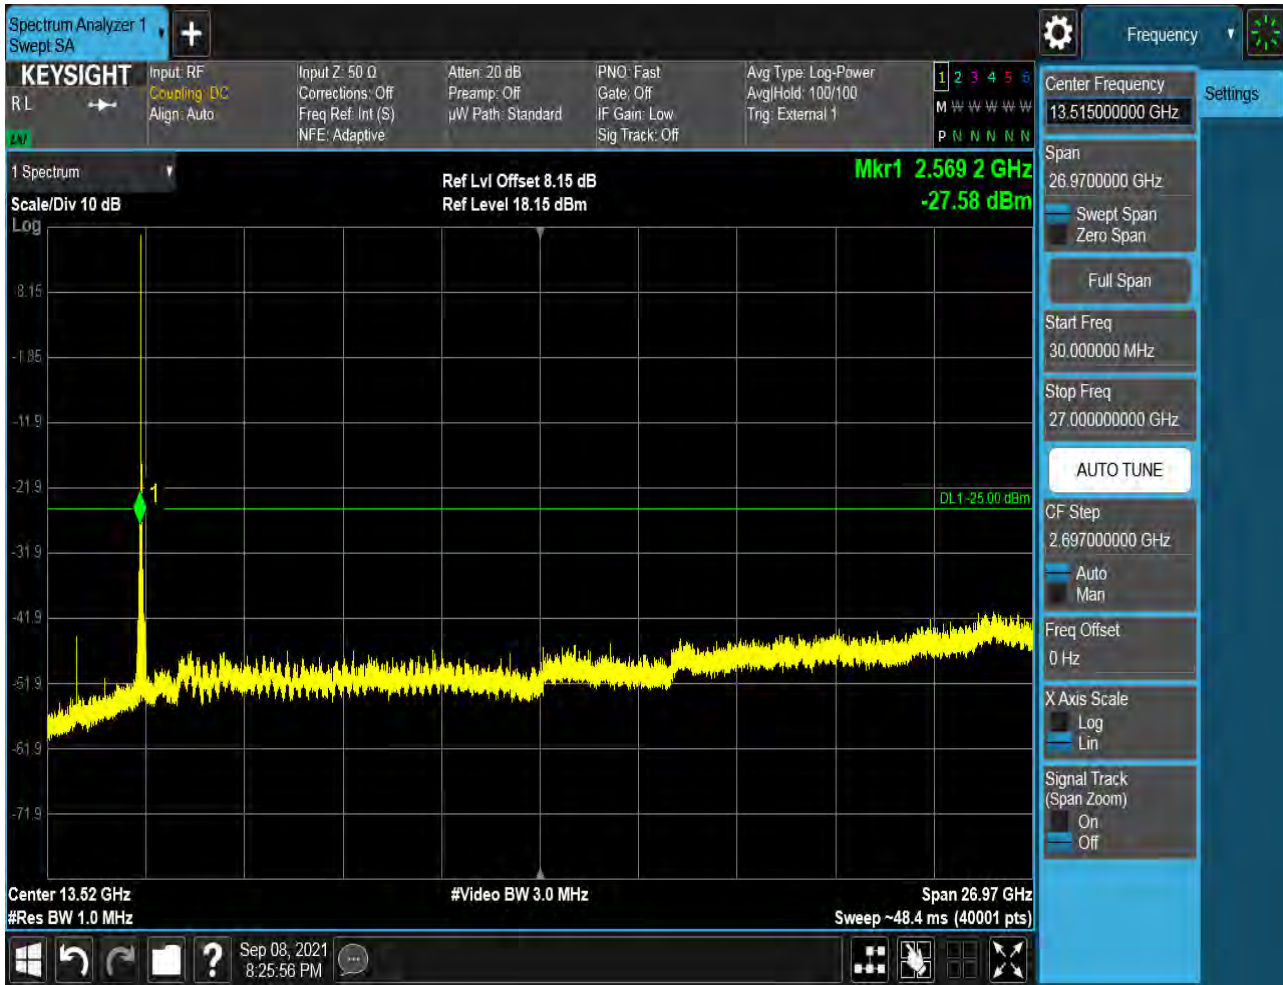 Spectrum Analyzer 1
Swept SA
Frequency
KEYSIGHT
R L
LNI
Input: RF
Coupling: DC
Align: Auto
Input Z: 50 Ω
Corrections: Off
Freq Ref: Int (S)
NFE: Adaptive
Atten: 20 dB
Preamp: Off
µW Path: Standard
PNO: Fast
Gate: Off
IF Gain: Low
Sig Track: Off
Avg Type: Log-Power
Avg|Hold: 100/100
Trig: External 1
1 2 3 4 5 6
M W W W W W
P N N N N N
1 Spectrum
Scale/Div 10 dB
Log
Ref Lvl Offset 8.15 dB
Ref Level 18.15 dBm
Mkr1 2.569 2 GHz
-27.58 dBm
8.15
-1.85
-11.9
-21.9
-31.9
-41.9
-51.9
-61.9
-71.9
1
DL1 -25.00 dBm
Center 13.52 GHz
#Res BW 1.0 MHz
#Video BW 3.0 MHz
Span 26.97 GHz
Sweep ~48.4 ms (40001 pts)
Sep 08, 2021
8:25:56 PM
Center Frequency
13.515000000 GHz
Settings
Span
26.9700000 GHz
Swept Span
Zero Span
Full Span
Start Freq
30.000000 MHz
Stop Freq
27.000000000 GHz
AUTO TUNE
CF Step
2.697000000 GHz
Auto
Man
Freq Offset
0 Hz
X Axis Scale
Log
Lin
Signal Track
(Span Zoom)
On
Off